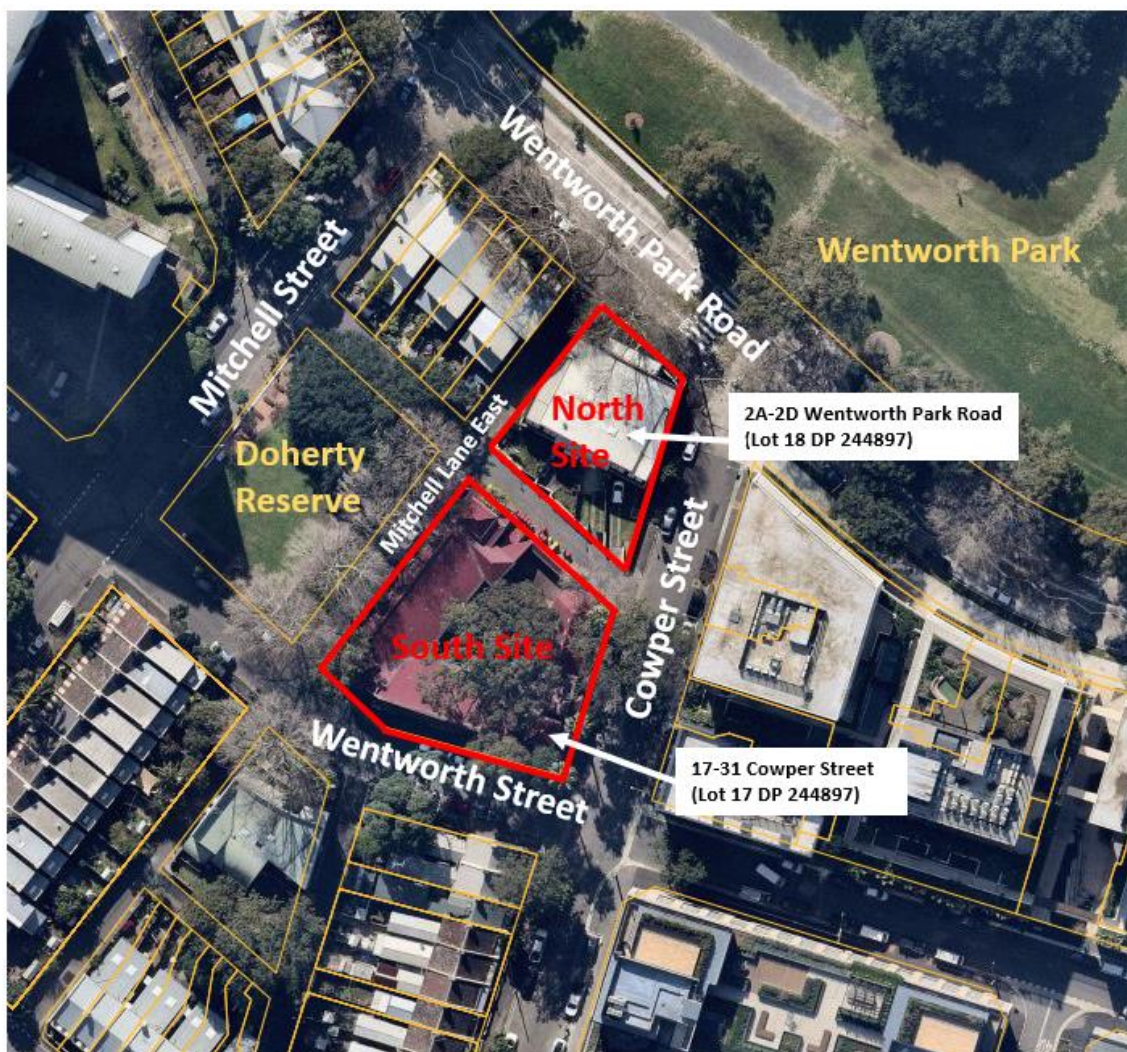 Wentworth Park Road
Wentworth Park
Mitchell Street
North
Site
2A-2D Wentworth Park Road
(Lot 18 DP 244897)
Doherty
Reserve
Mitchell Lane East
Cowper Street
South Site
Wentworth Street
17-31 Cowper Street
(Lot 17 DP 244897)